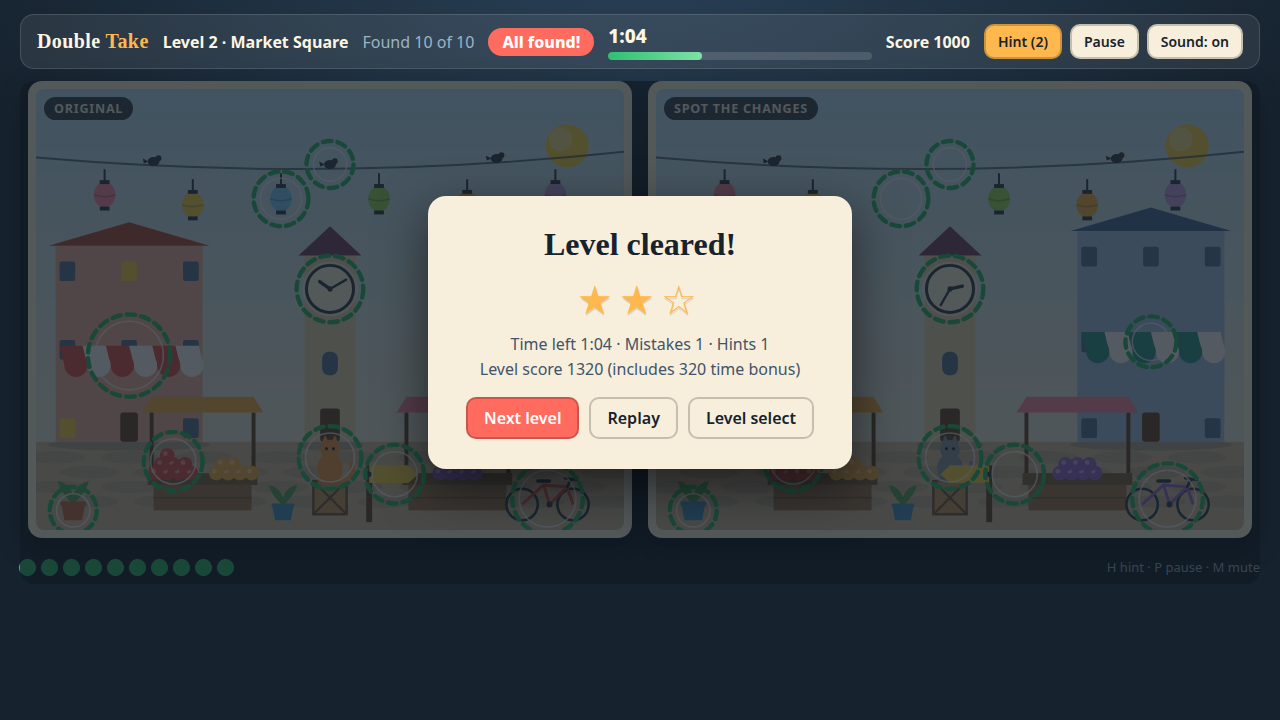 Double Take Level 2 · Market Square Found 10 of 10 All found! 1:04 Score 1000 Hint (2) Pause Sound: on
ORIGINAL
SPOT THE CHANGES
Level cleared!
Time left 1:04 · Mistakes 1 · Hints 1
Level score 1320 (includes 320 time bonus)
Next level Replay Level select
H hint · P pause · M mute